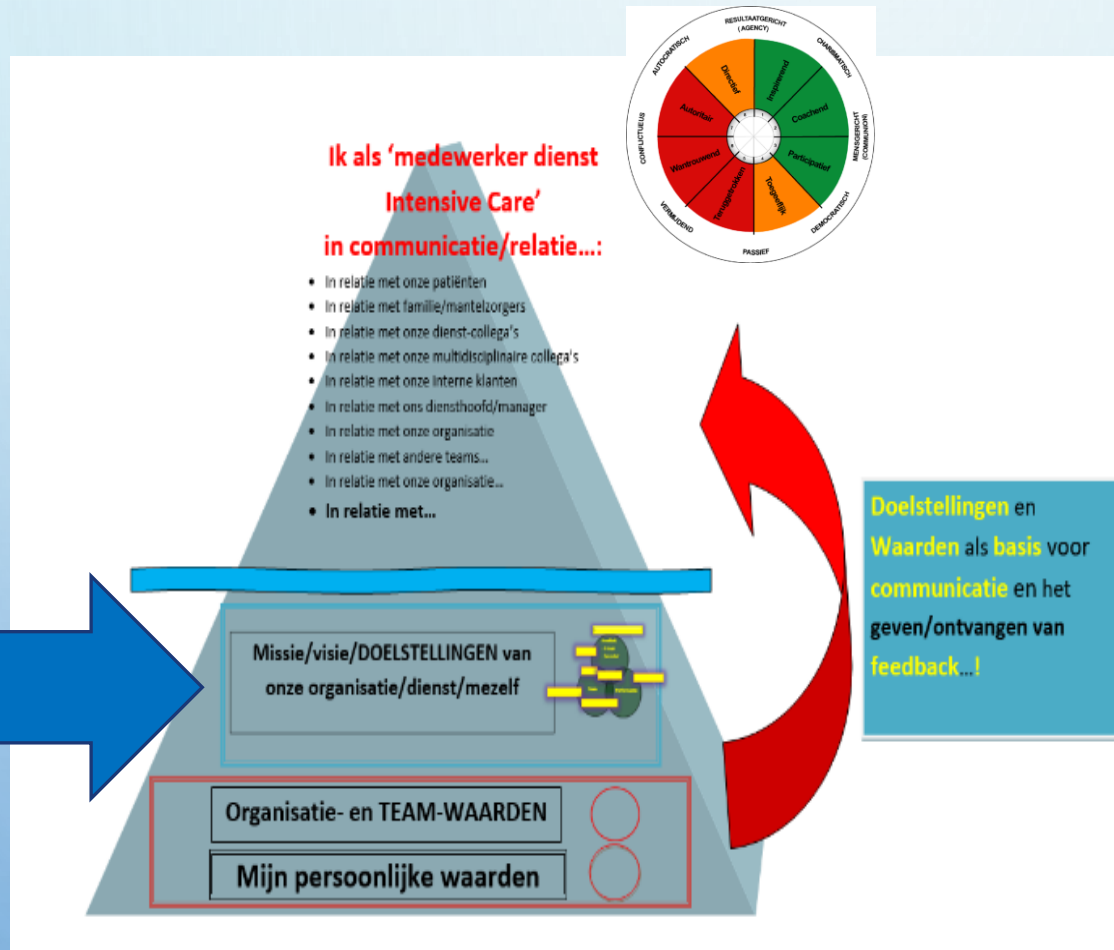 RESULTAATGERICHT
(AGENCY)
AUTOCRATISCH
CHARISMATISCH
CONFLICTUEUS
MENSGERICHT
(COMMUNION)
VERMIJDEND
DEMOCRATISCH
PASSIEF
Directief
Inspirerend
Autoritair
Coachend
Wantrouwend
Participatief
Teruggetrokken
Toegeeflijk
Ik als ‘medewerker dienst
Intensive Care’
in communicatie/relatie...:
• In relatie met onze patiënten
• In relatie met familie/mantelzorgers
• In relatie met onze dienst-collega's
• In relatie met onze multidisciplinaire collega's
• In relatie met onze interne klanten
• In relatie met ons diensthoofd/manager
• In relatie met onze organisatie
• In relatie met andere teams...
• In relatie met onze organisatie...
• In relatie met...
Missie/visie/DOELSTELLINGEN van
onze organisatie/dienst/mezelf
Organisatie- en TEAM-WAARDEN
Mijn persoonlijke waarden
Doelstellingen en
Waarden als basis voor
communicatie en het
geven/ontvangen van
feedback...!